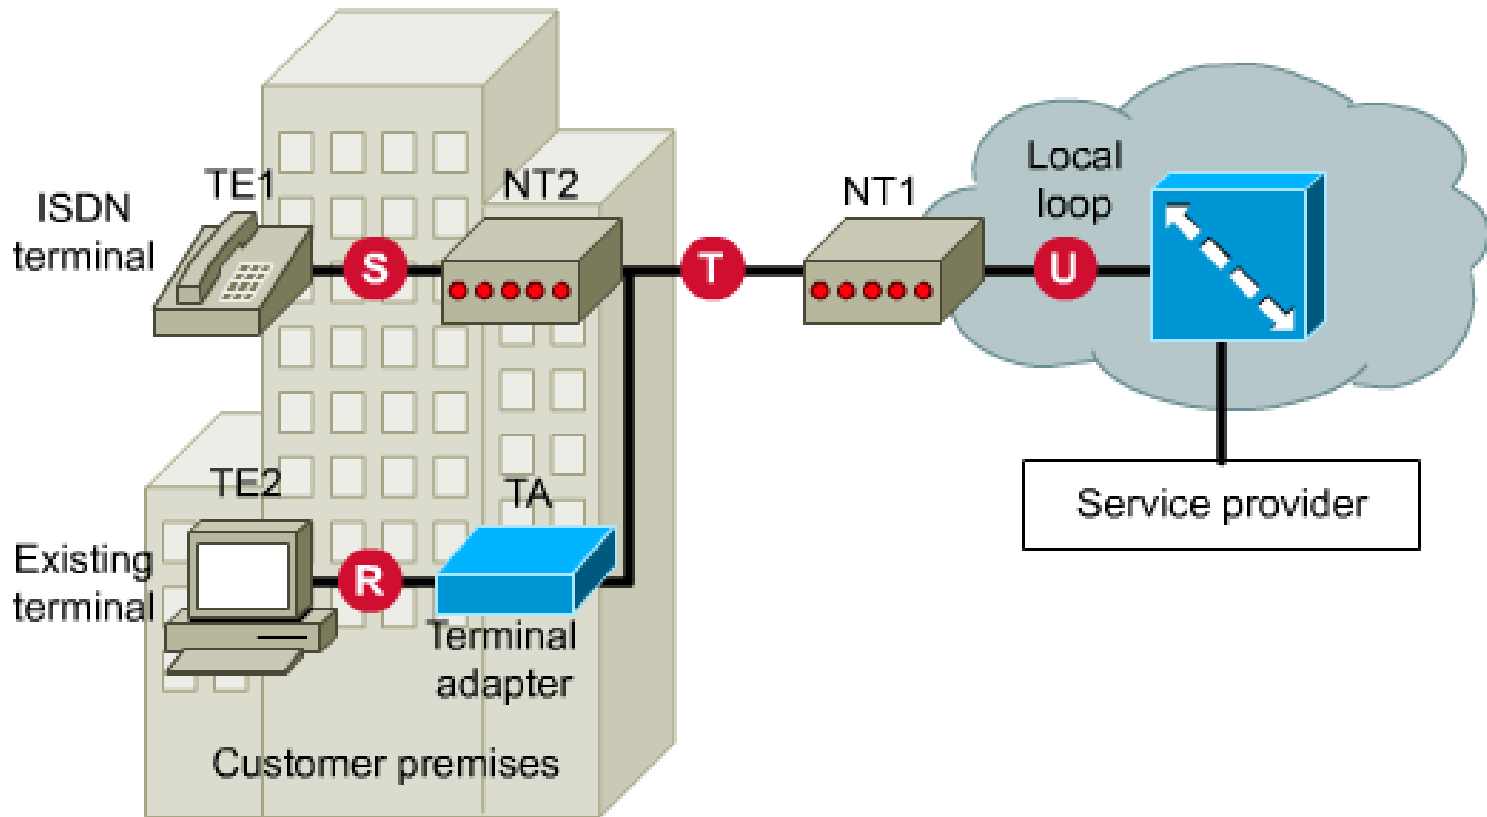 TE1
ISDN
terminal
S
NT2
T
NT1
Local
loop
U
TE2
Existing
terminal
R
TA
Terminal
adapter
Service provider
Customer premises